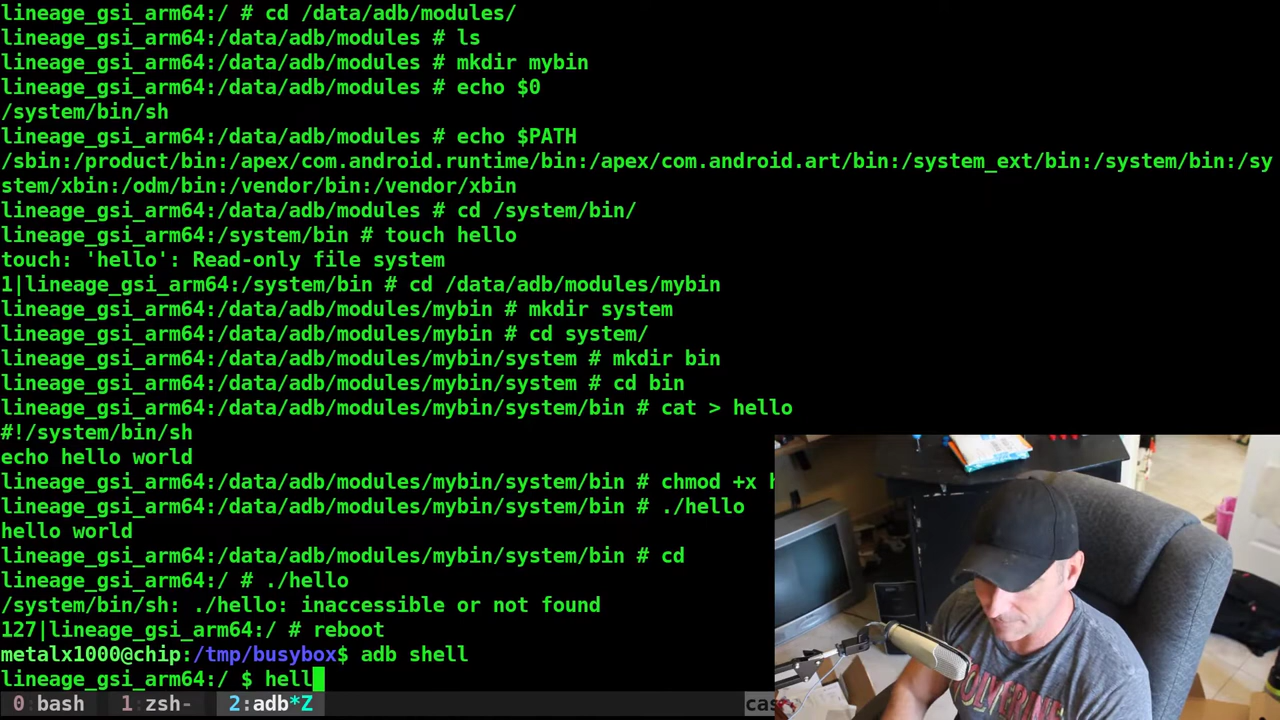 lineage_gsi_arm64:/ # cd /data/adb/modules/
lineage_gsi_arm64:/data/adb/modules # ls
lineage_gsi_arm64:/data/adb/modules # mkdir mybin
lineage_gsi_arm64:/data/adb/modules # echo $0
/system/bin/sh
lineage_gsi_arm64:/data/adb/modules # echo $PATH
/sbin:/product/bin:/apex/com.android.runtime/bin:/apex/com.android.art/bin:/system_ext/bin:/system/bin:/sy
stem/xbin:/odm/bin:/vendor/bin:/vendor/xbin
lineage_gsi_arm64:/data/adb/modules # cd /system/bin/
lineage_gsi_arm64:/system/bin # touch hello
touch: 'hello': Read-only file system
1|lineage_gsi_arm64:/system/bin # cd /data/adb/modules/mybin
lineage_gsi_arm64:/data/adb/modules/mybin # mkdir system
lineage_gsi_arm64:/data/adb/modules/mybin # cd system/
lineage_gsi_arm64:/data/adb/modules/mybin/system # mkdir bin
lineage_gsi_arm64:/data/adb/modules/mybin/system # cd bin
lineage_gsi_arm64:/data/adb/modules/mybin/system/bin # cat > hello
#!/system/bin/sh
echo hello world
lineage_gsi_arm64:/data/adb/modules/mybin/system/bin # chmod +x
lineage_gsi_arm64:/data/adb/modules/mybin/system/bin # ./hello
hello world
lineage_gsi_arm64:/data/adb/modules/mybin/system/bin # cd
lineage_gsi_arm64:/ # ./hello
/system/bin/sh: ./hello: inaccessible or not found
127|lineage_gsi_arm64:/ # reboot
metalx1000@chip:/tmp/busybox$ adb shell
lineage_gsi_arm64:/ $ hell
0 bash 1:zsh- 2:adb*Z
WOLVERINE